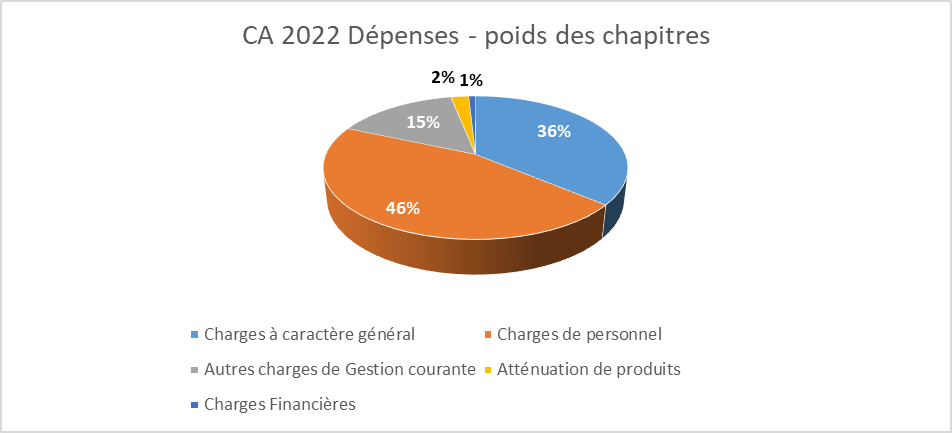 CA 2022 Dépenses - poids des chapitres
2% 1%
15% 36%
46%
Charges à caractère général Charges de personnel
Autres charges de Gestion courante Atténuation de produits
Charges Financières